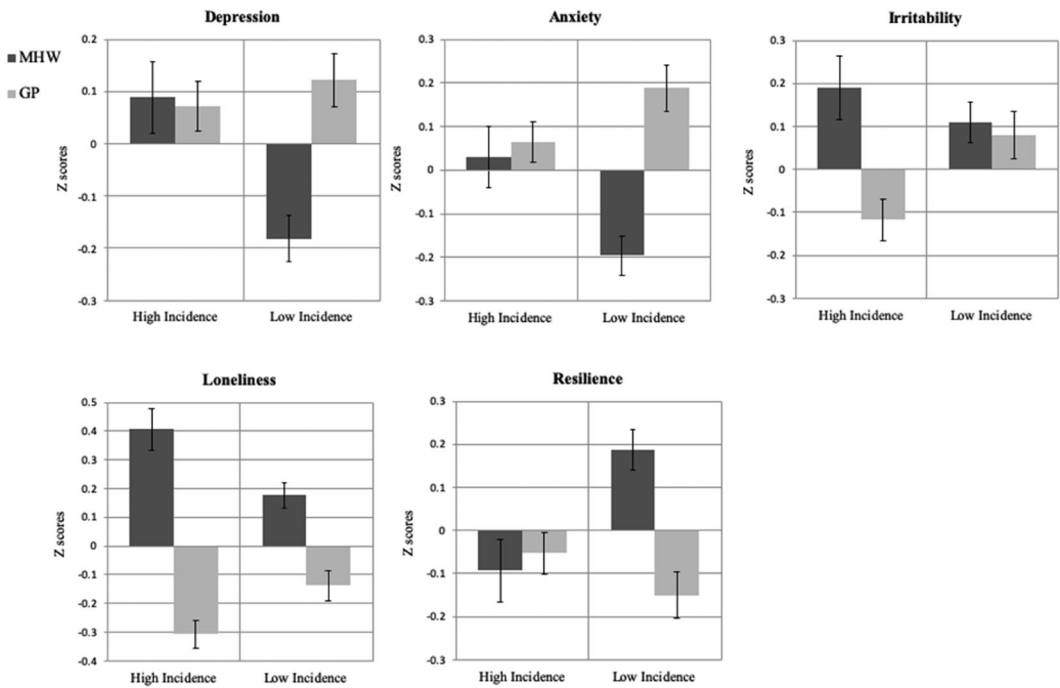 Depression
Anxiety
Irritability
MHW
GP
0.2
0.1
0
-0.1
-0.2
-0.3
Z scores
High Incidence
Low Incidence
0.3
0.2
0.1
0
-0.1
-0.2
-0.3
Z scores
High Incidence
Low Incidence
0.3
0.2
0.1
0
-0.1
-0.2
-0.3
Z scores
High Incidence
Low Incidence
Loneliness
Resilience
0.5
0.4
0.3
0.2
0.1
0
-0.1
-0.2
-0.3
-0.4
Z scores
High Incidence
Low Incidence
0.3
0.2
0.1
0
-0.1
-0.2
-0.3
Z scores
High Incidence
Low Incidence